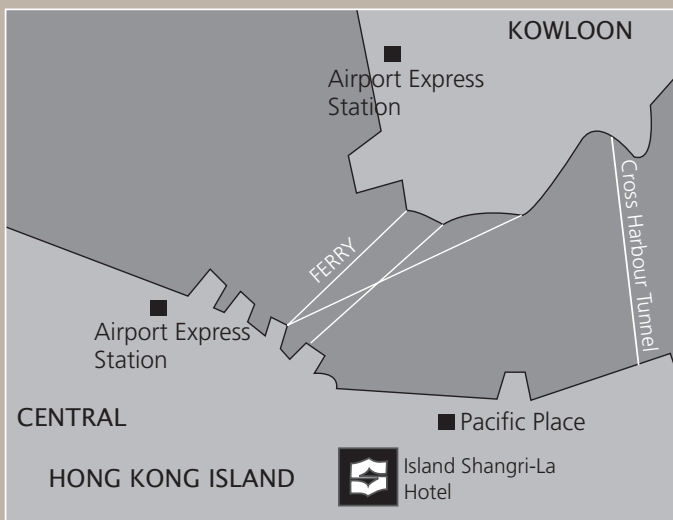 KOWLOON
Airport Express
Station
FERRY
Cross Harbour Tunnel
Airport Express
Station
CENTRAL
Pacific Place
HONG KONG ISLAND
Island Shangri-La
Hotel